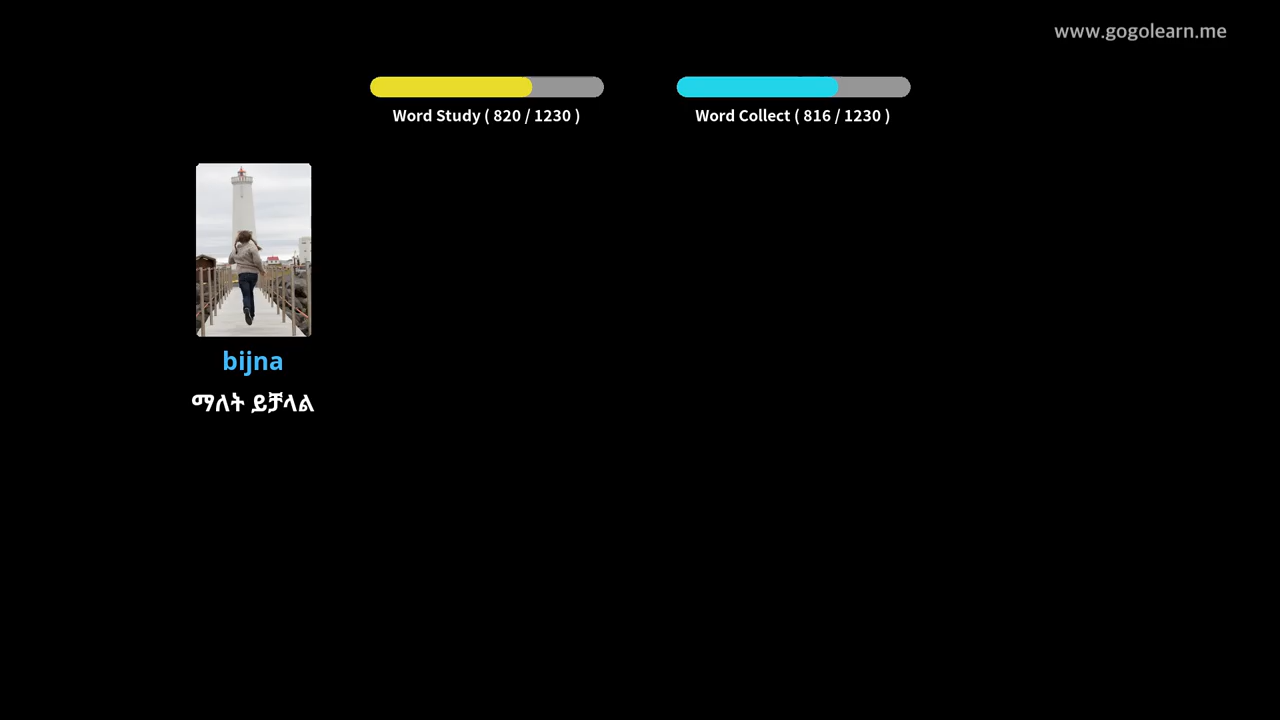 www.gogolearn.me
Word Study ( 820 / 1230 )
Word Collect ( 816 / 1230 )
bijna
ማለት ይቻላል